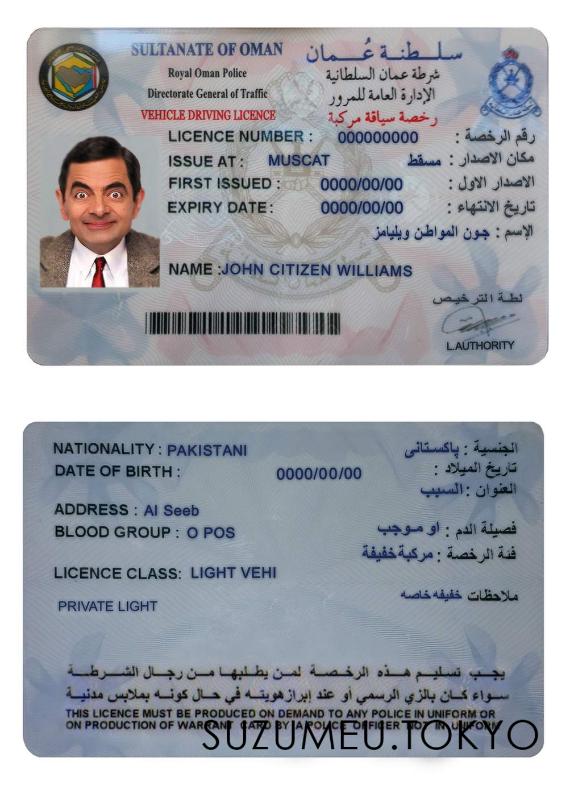 SULTANATE OF OMAN سلطنة عُمان
Royal Oman Police شرطة عمان السلطانية
Directorate General of Traffic الإدارة العامة للمرور
VEHICLE DRIVING LICENCE رخصة سياقة مركبة
LICENCE NUMBER : 000000000 رقم الرخصة :
ISSUE AT : MUSCAT مسقط مكان الاصدار :
FIRST ISSUED : 0000/00/00 الاصدار الاول :
EXPIRY DATE : 0000/00/00 تاريخ الانتهاء :
الإسم : جون المواطن ويليامز
NAME :JOHN CITIZEN WILLIAMS
لطة الترخيص
L.AUTHORITY
NATIONALITY : PAKISTANI الجنسية : پاکستانی
DATE OF BIRTH : 0000/00/00 تاريخ الميلاد :
العنوان : السيب
ADDRESS : Al Seeb
BLOOD GROUP : O POS فصيلة الدم : او موجب
فئة الرخصة : مركبة خفيفة
LICENCE CLASS: LIGHT VEHI
ملاحظات خفيفه خاصه
PRIVATE LIGHT
يجب تسليم هذه الرخصة لمن يطلبها من رجال الشرطة
سواء كان بالزي الرسمي أو عند إبراز هويته في حال كونه بملابس مدنية
THIS LICENCE MUST BE PRODUCED ON DEMAND TO ANY POLICE IN UNIFORM OR
ON PRODUCTION OF WARRANT CARD BY A POLICE OFFICER NOT IN UNIFORM
SUZUMEU.TOKYO